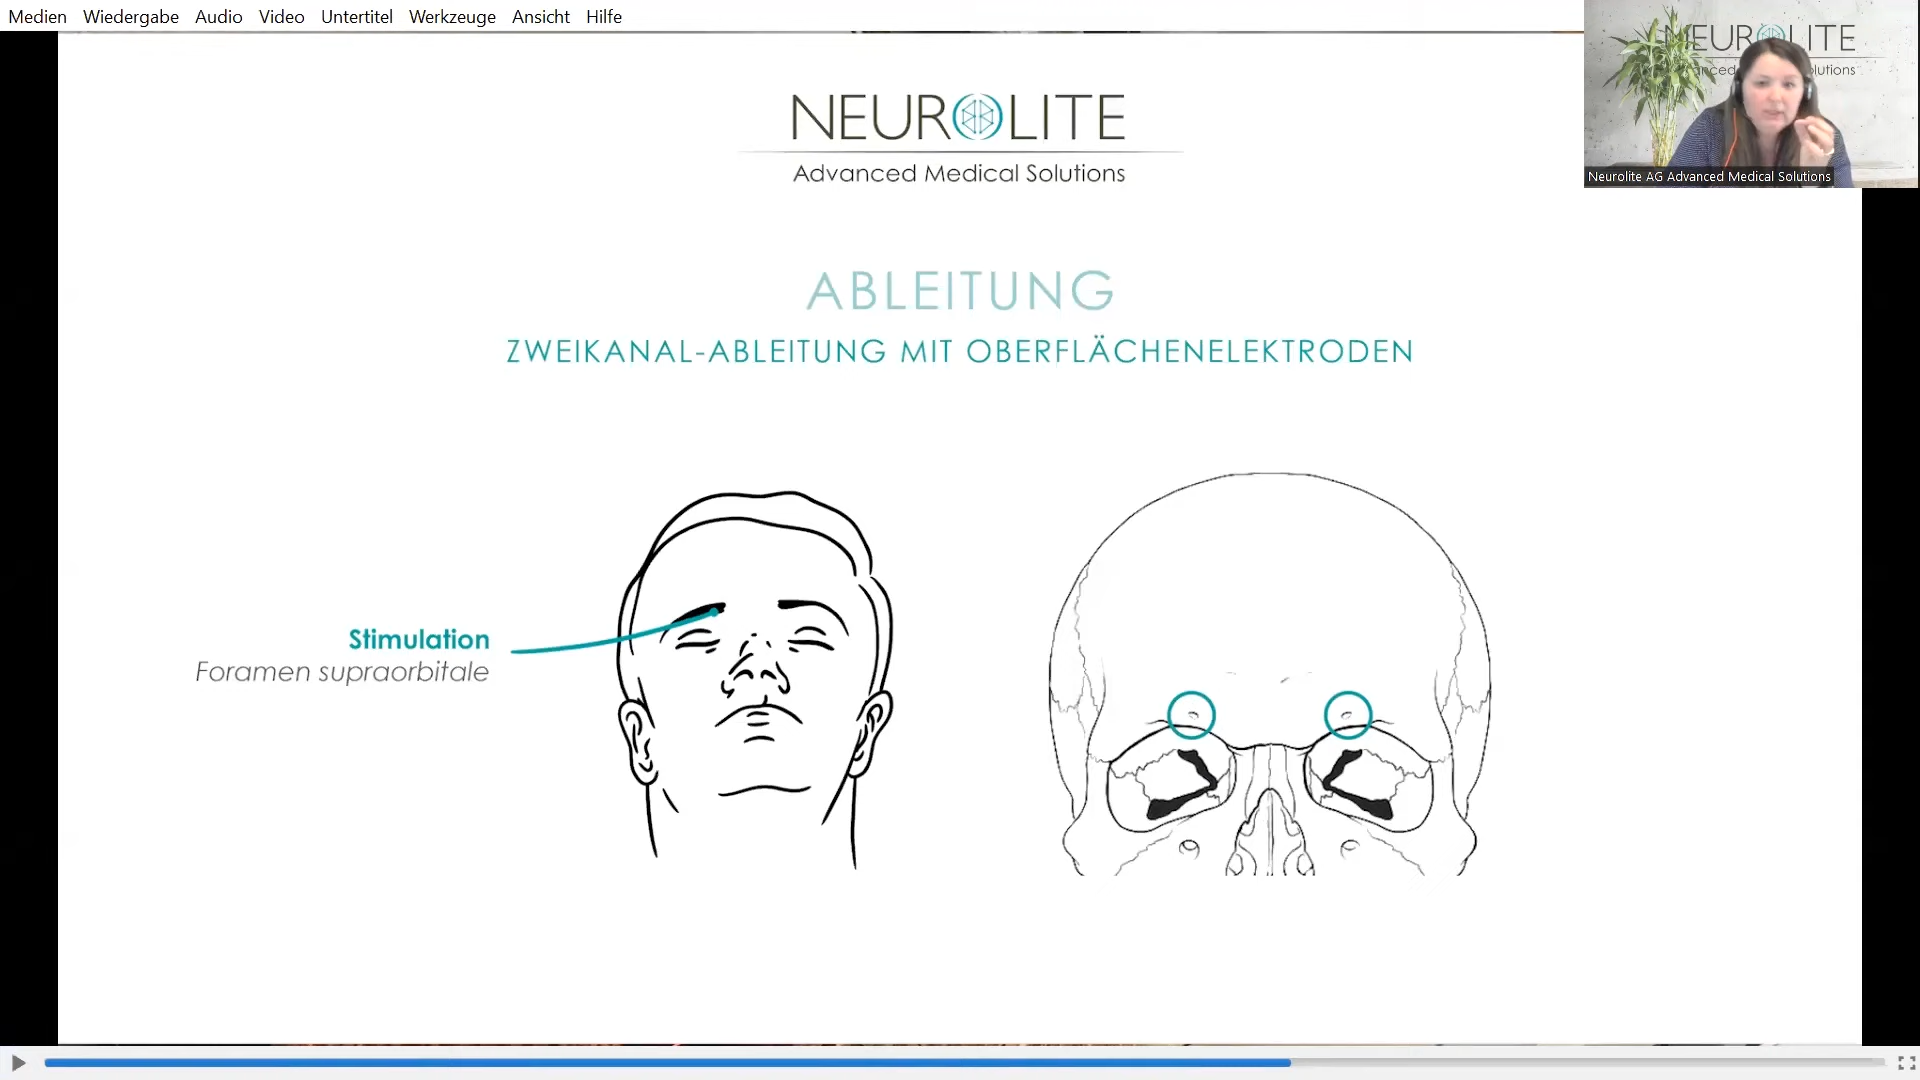 Medien Wiedergabe Audio Video Untertitel Werkzeuge Ansicht Hilfe
NEUROLITE
Advanced Medical Solutions
Neurolite AG Advanced Medical Solutions
ABLEITUNG
ZWEIKANAL-ABLEITUNG MIT OBERFLÄCHENELEKTRODEN
Stimulation
Foramen supraorbitale